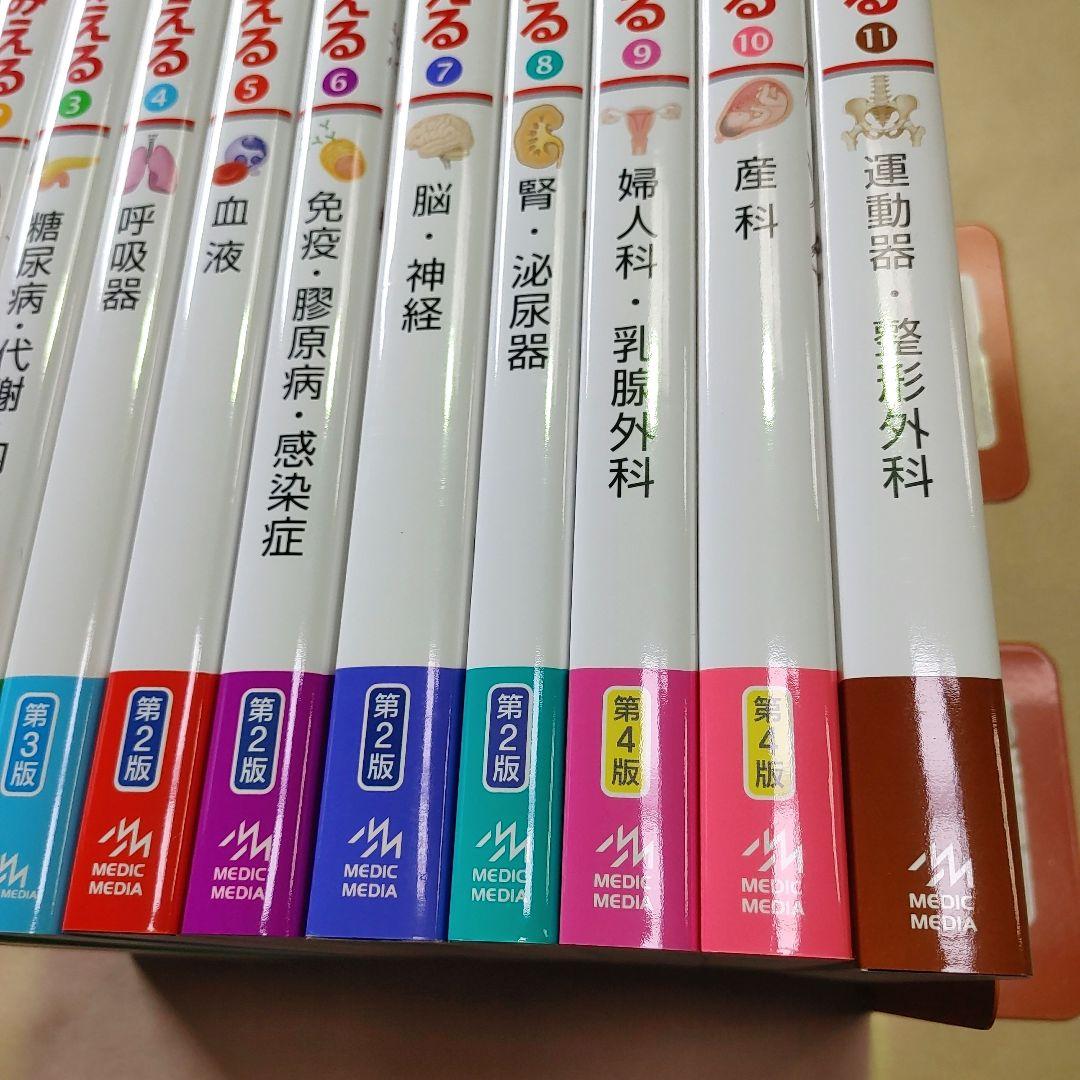 みえる
糖尿病・代謝・内
える
3
える
4
呼吸器
第3版
MEDIC
MEDIA
える
5
血液
第2版
MEDIC
MEDIA
える
6
免疫・膠原病・感染症
第2版
MEDIC
MEDIA
える
7
脳・神経
第2版
MEDIC
MEDIA
える
8
腎・泌尿器
第2版
MEDIC
MEDIA
る
9
婦人科・乳腺外科
第4版
MEDIC
MEDIA
る
10
産科
第4版
MEDIC
MEDIA
る
11
運動器・整形外科
MEDIC
MEDIA